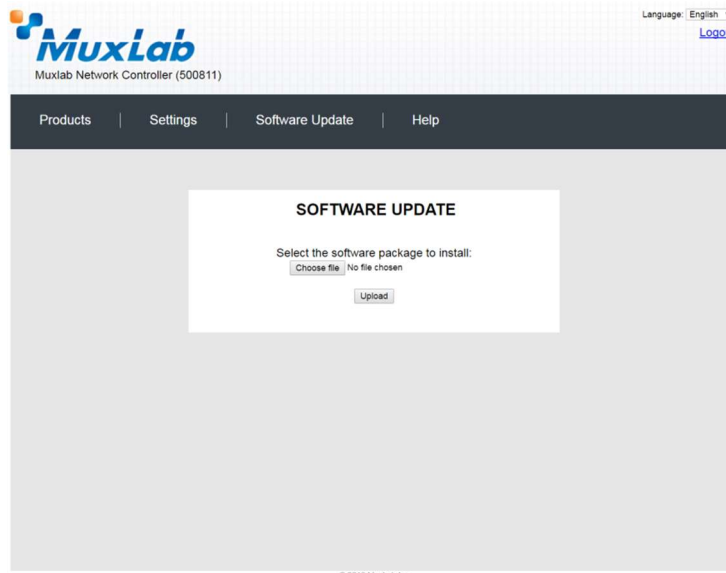 Language: English
Logo
MuxLab
Muxlab Network Controller (500811)
Products | Settings | Software Update | Help
SOFTWARE UPDATE
Select the software package to install:
Choose file No file chosen
Upload